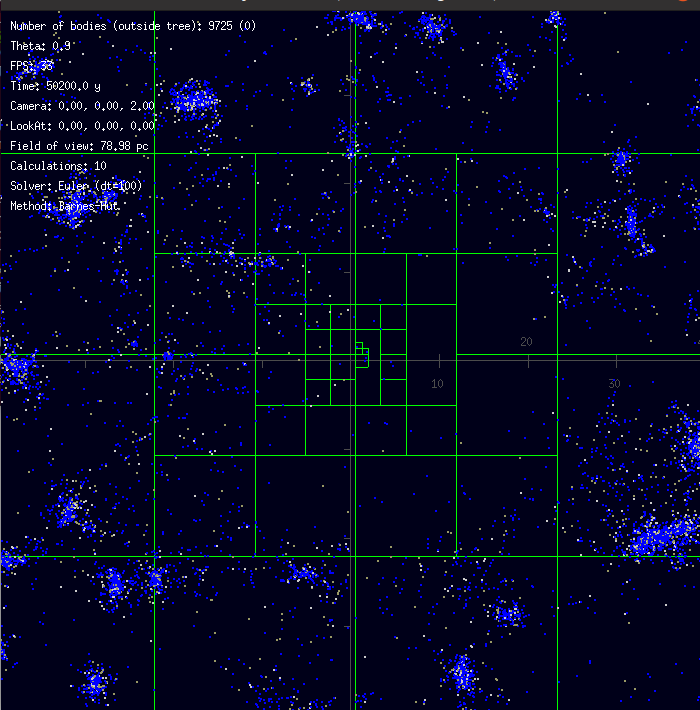 Number of bodies (outside tree): 9725 (0)
Theta: 0.9
FPS: 35
Time: 50200.0 y
Camera: 0.00, 0.00, 2.00
LookAt: 0.00, 0.00, 0.00
Field of view: 78.98 pc
Calculations: 10
Solver: Euler (dt=100)
Method: Barnes-Hut
20
10
30